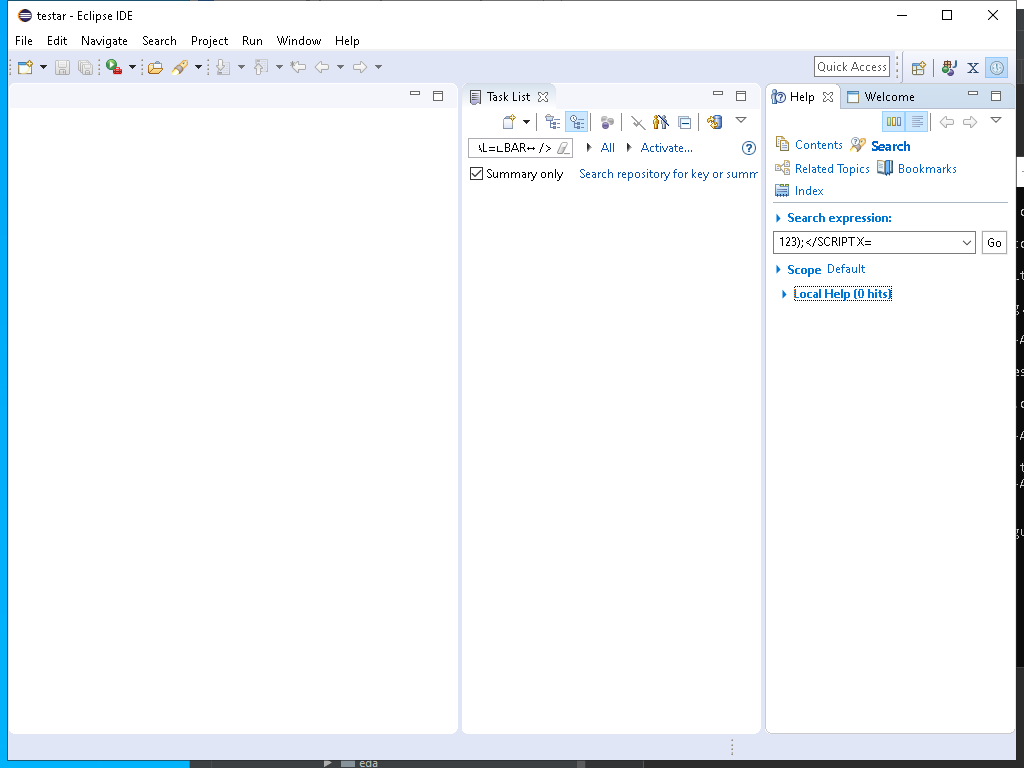 testar - Eclipse IDE
File Edit Navigate Search Project Run Window Help
Quick Access
Task List
Help
Welcome
All
Activate...
Summary only
Search repository for key or summ
Contents Search
Related Topics Bookmarks
Index
Search expression:
123);</SCRIPTX=
Go
Scope Default
Local Help (0 hits)
eda